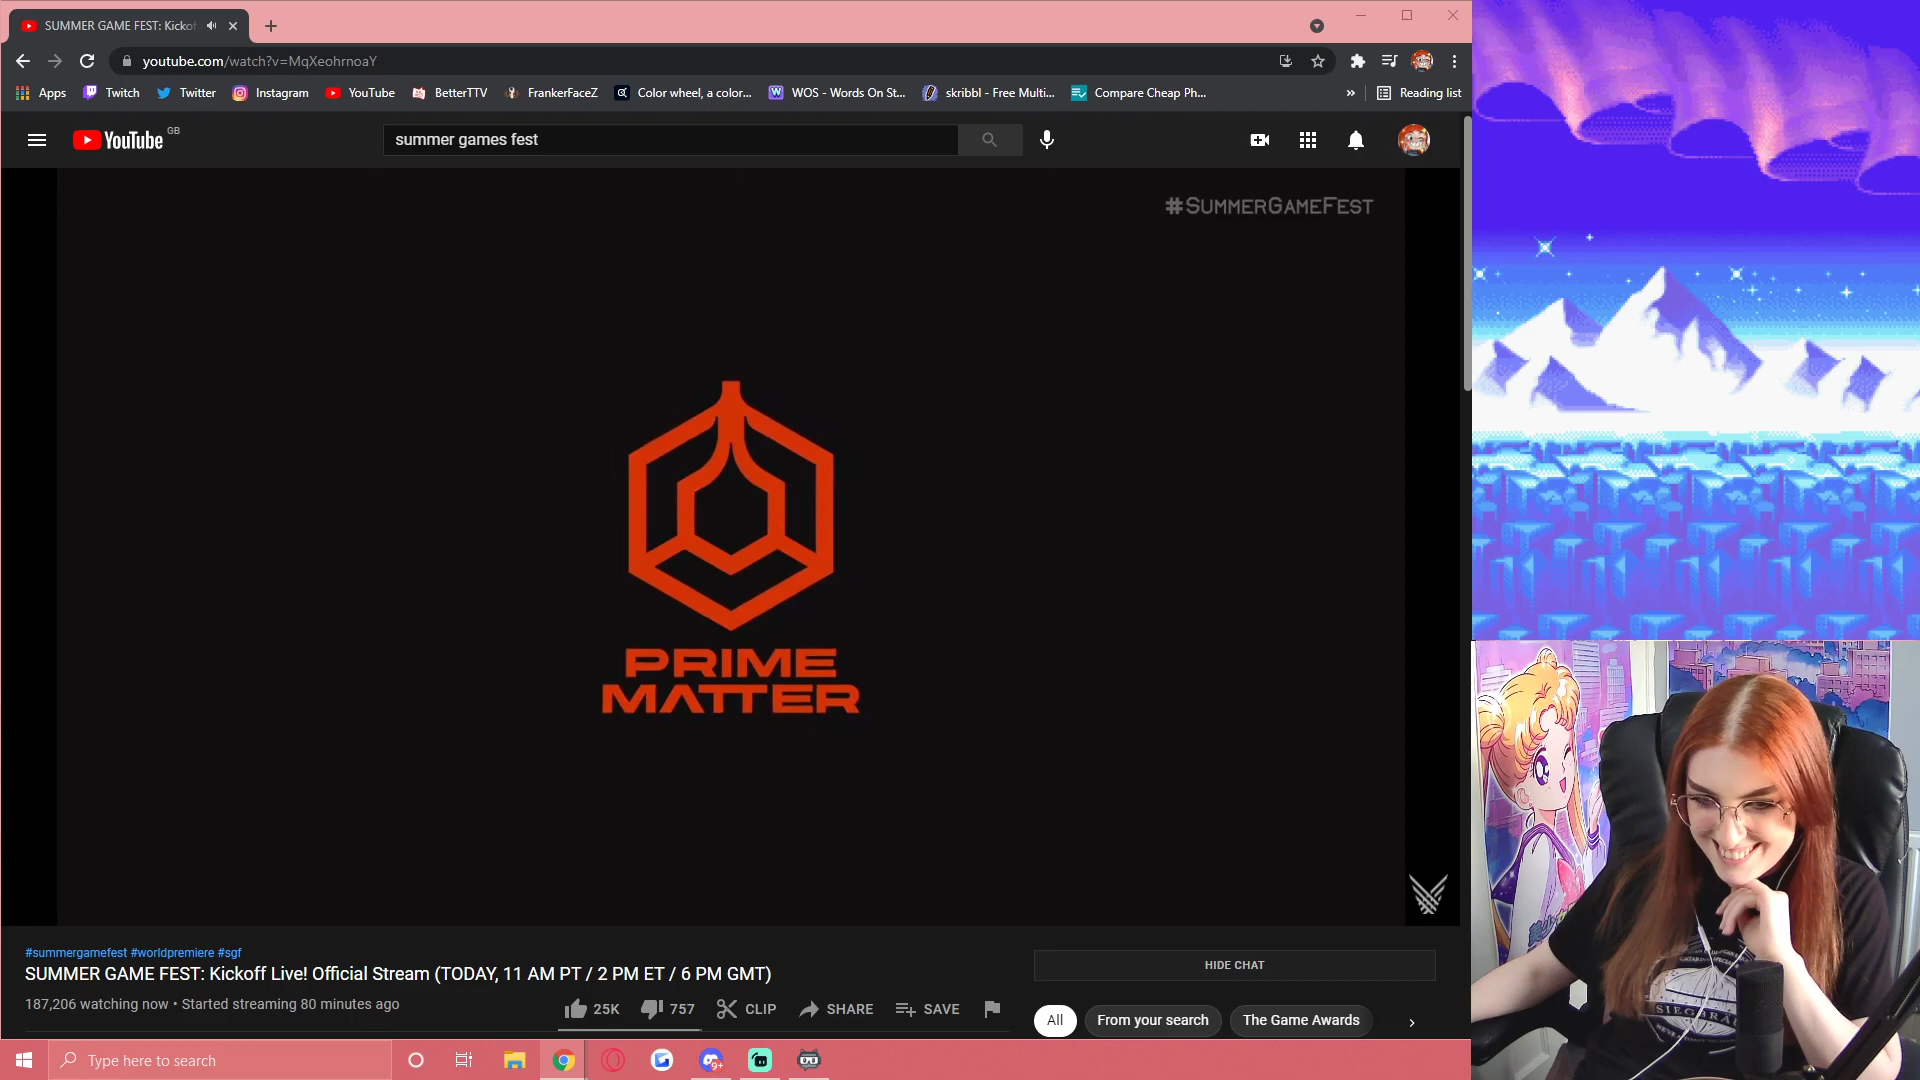 SUMMER GAME FEST: Kickof
youtube.com/watch?v=MqXeohrnoaY
Apps Twitch Twitter Instagram YouTube BetterTTV FrankerFaceZ Color wheel, a color... WOS - Words On St... skribbl - Free Multi... Compare Cheap Ph... » Reading list
YouTube GB
summer games fest
#SUMMERGAMEFEST
PRIME
MATTER
#summergamefest #worldpremiere #sgf
SUMMER GAME FEST: Kickoff Live! Official Stream (TODAY, 11 AM PT / 2 PM ET / 6 PM GMT)
187,206 watching now • Started streaming 80 minutes ago
25K 757 CLIP SHARE SAVE
HIDE CHAT
All From your search The Game Awards
Type here to search
9+